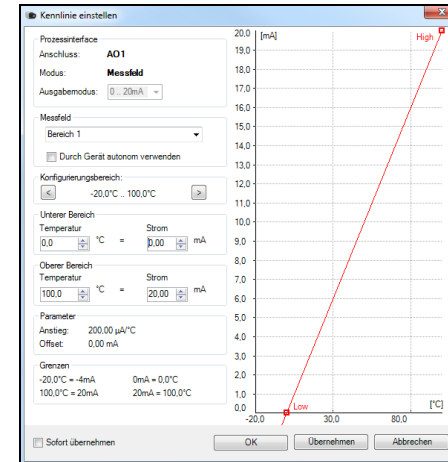 Kennlinie einstellen
Prozessinterface
Anschluss: AO1
Modus: Messfeld
Ausgabemodus: 0 .. 20mA
Messfeld
Bereich 1
Durch Gerät autonom verwenden
Konfigurierungsbereich:
< -20,0°C .. 100,0°C >
Unterer Bereich
Temperatur Strom
0,0 °C = 0,00 mA
Oberer Bereich
Temperatur Strom
100,0 °C = 20,00 mA
Parameter
Anstieg: 200,00 µA/°C
Offset: 0,00 mA
Grenzen
-20,0°C = -4mA 0mA = 0,0°C
100,0°C = 20mA 20mA = 100,0°C
20,0 [mA] High
19,0
18,0
17,0
16,0
15,0
14,0
13,0
12,0
11,0
10,0
9,0
8,0
7,0
6,0
5,0
4,0
3,0
2,0
1,0
0,0 Low [°C]
-20,0 30,0 80,0
Sofort übernehmen OK Übernehmen Abbrechen